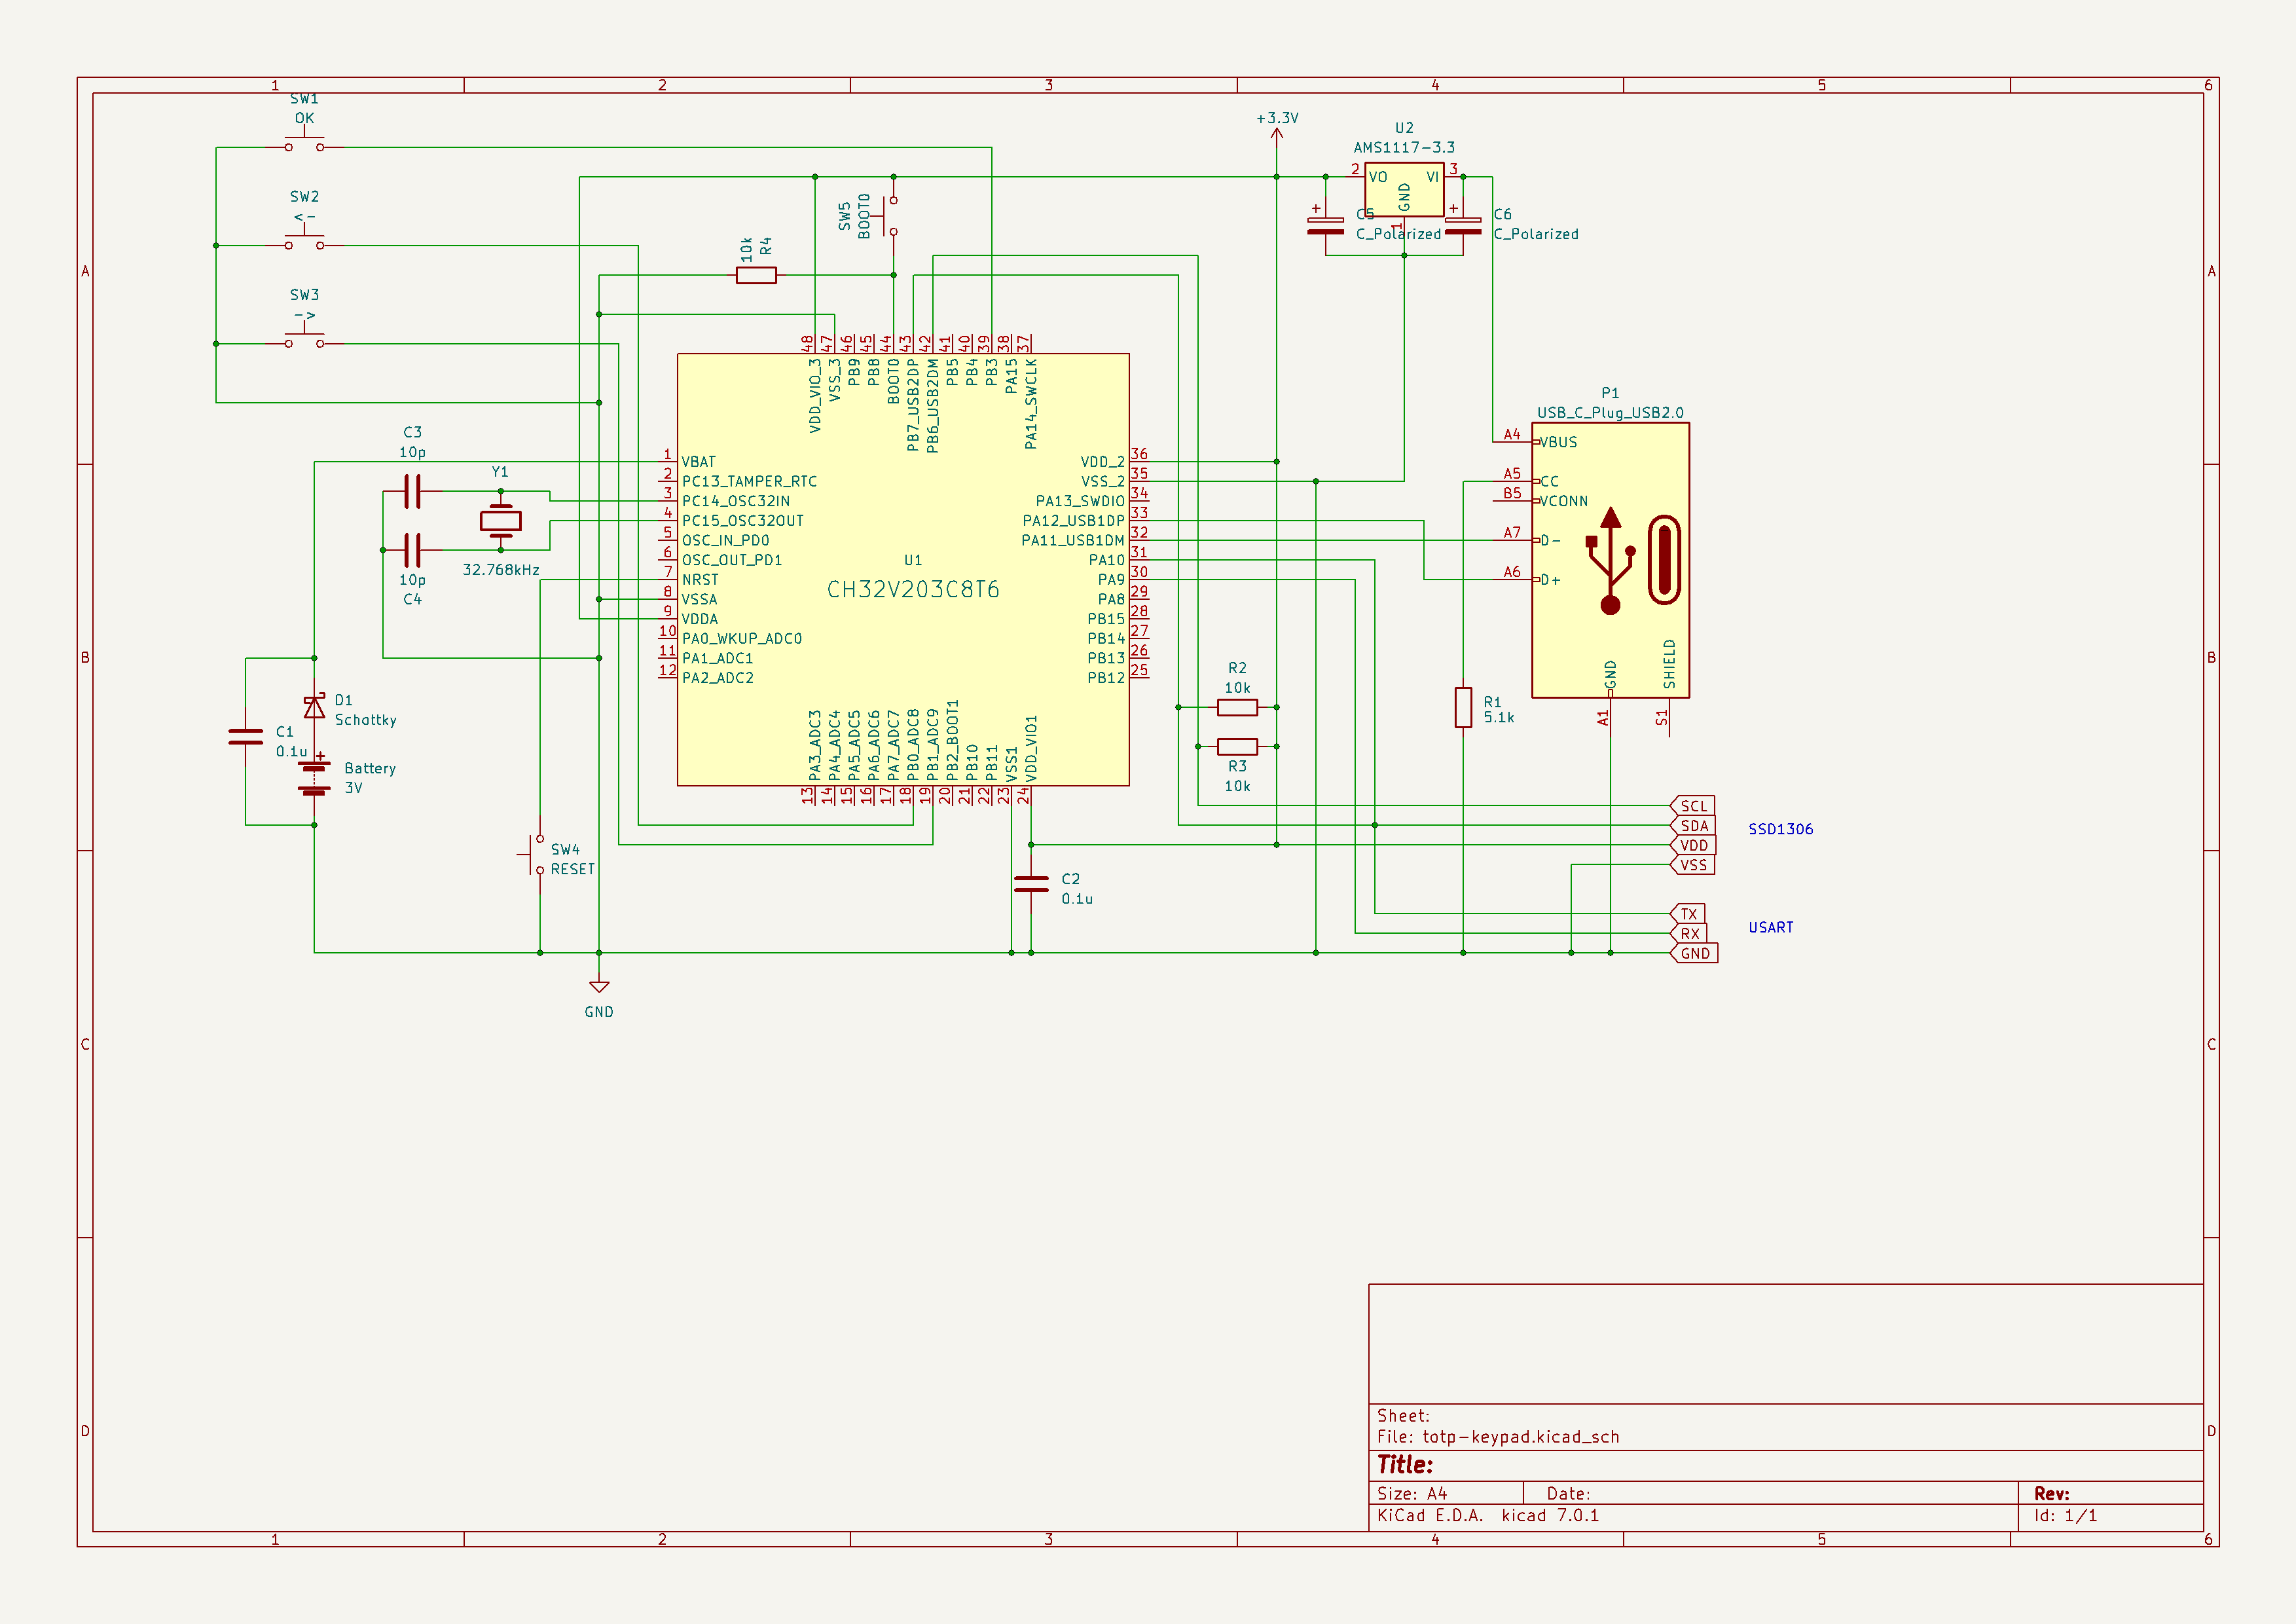 1 2 3 4 5 6
SW1
OK
SW2
<-
SW3
->
+3.3V
U2
AMS1117-3.3
2 VO VI 3
GND
1
C5
C_Polarized
C6
C_Polarized
SW5
BOOT0
10k
R4
A A
48 47 46 45 44 43 42 41 40 39 38 37
VDD_VIO_3
VSS_3
PB9
PB8
BOOT0
PB7_USB2DP
PB6_USB2DM
PB5
PB4
PB3
PA15
PA14_SWCLK
C3
10p
Y1
32.768kHz
10p
C4
1 VBAT
2 PC13_TAMPER_RTC
3 PC14_OSC32IN
4 PC15_OSC32OUT
5 OSC_IN_PD0
6 OSC_OUT_PD1
7 NRST
8 VSSA
9 VDDA
10 PA0_WKUP_ADC0
11 PA1_ADC1
12 PA2_ADC2
U1
CH32V203C8T6
VDD_2 36
VSS_2 35
PA13_SWDIO 34
PA12_USB1DP 33
PA11_USB1DM 32
PA10 31
PA9 30
PA8 29
PB15 28
PB14 27
PB13 26
PB12 25
PA3_ADC3
PA4_ADC4
PA5_ADC5
PA6_ADC6
PA7_ADC7
PB0_ADC8
PB1_ADC9
PB2_BOOT1
PB10
PB11
VSS1
VDD_VIO1
13 14 15 16 17 18 19 20 21 22 23 24
P1
USB_C_Plug_USB2.0
A4 VBUS
A5 CC
B5 VCONN
A7 D-
A6 D+
GND
SHIELD
A1
S1
B B
R2
10k
R3
10k
R1
5.1k
D1
Schottky
C1
0.1u
+
Battery
3V
SW4
RESET
C2
0.1u
SCL
SDA
VDD
VSS
SSD1306
TX
RX
GND
USART
GND
C C
D D
Sheet:
File: totp-keypad.kicad_sch
Title:
Size: A4 Date: Rev:
KiCad E.D.A. kicad 7.0.1 Id: 1/1
1 2 3 4 5 6